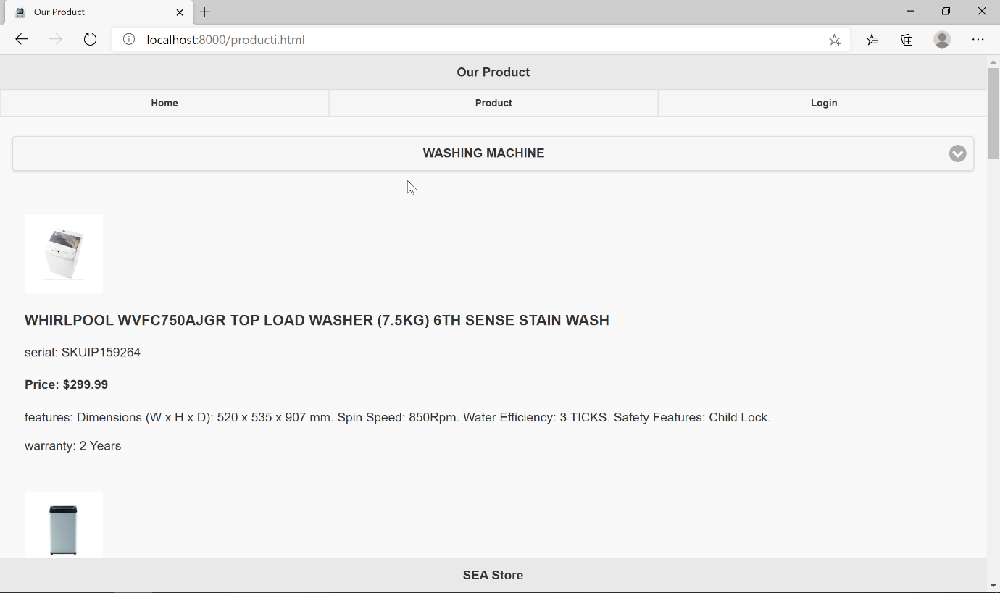 Our Product
localhost:8000/producti.html
Our Product
Home
Product
Login
WASHING MACHINE
WHIRLPOOL WVFC750AJGR TOP LOAD WASHER (7.5KG) 6TH SENSE STAIN WASH
serial: SKUIP159264
Price: $299.99
features: Dimensions (W x H x D): 520 x 535 x 907 mm. Spin Speed: 850Rpm. Water Efficiency: 3 TICKS. Safety Features: Child Lock.
warranty: 2 Years
SEA Store